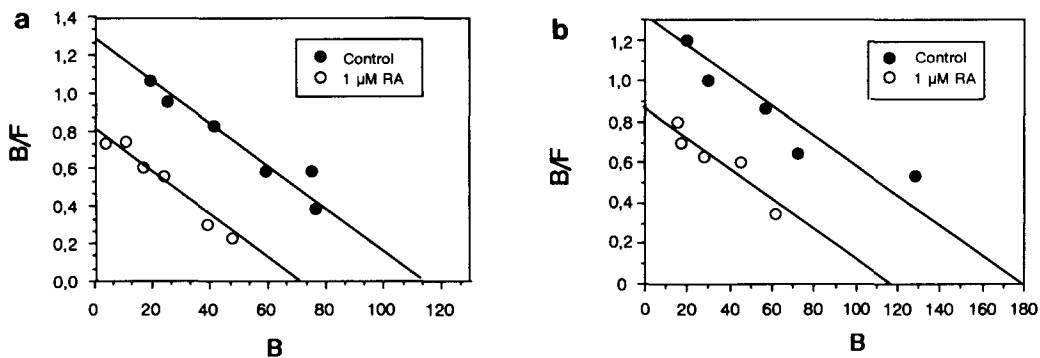 a
1,4
1,2
1,0
0,8
0,6
0,4
0,2
0,0
B/F
0 20 40 60 80 100 120
B
Control
1 µM RA
b
1,2
1,0
0,8
0,6
0,4
0,2
0
B/F
0 20 40 60 80 100 120 140 160 180
B
Control
1 µM RA